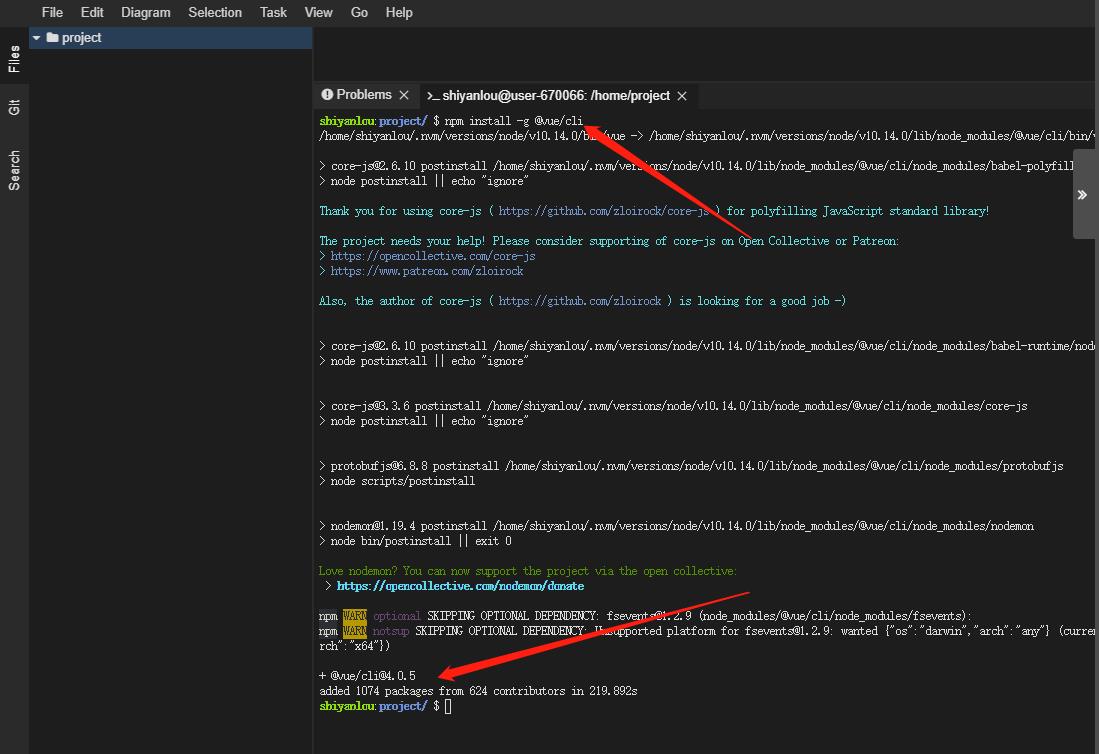 File Edit Diagram Selection Task View Go Help
Files
Git
Search
project
Problems
>_ shiyanlou@user-670066: /home/project
shiyanlou:project/ $ npm install -g @vue/cli
/home/shiyanlou/.nvm/versions/node/v10.14.0/bin/vue -> /home/shiyanlou/.nvm/versions/node/v10.14.0/lib/node_modules/@vue/cli/bin/
> core-js@2.6.10 postinstall /home/shiyanlou/.nvm/versions/node/v10.14.0/lib/node_modules/@vue/cli/node_modules/babel-polyfill
> node postinstall || echo "ignore"
Thank you for using core-js ( https://github.com/zloirock/core-js ) for polyfilling JavaScript standard library!
The project needs your help! Please consider supporting of core-js on Open Collective or Patreon:
> https://opencollective.com/core-js
> https://www.patreon.com/zloirock
Also, the author of core-js ( https://github.com/zloirock ) is looking for a good job -)
> core-js@2.6.10 postinstall /home/shiyanlou/.nvm/versions/node/v10.14.0/lib/node_modules/@vue/cli/node_modules/babel-runtime/nod
> node postinstall || echo "ignore"
> core-js@3.3.6 postinstall /home/shiyanlou/.nvm/versions/node/v10.14.0/lib/node_modules/@vue/cli/node_modules/core-js
> node postinstall || echo "ignore"
> protobufjs@6.8.8 postinstall /home/shiyanlou/.nvm/versions/node/v10.14.0/lib/node_modules/@vue/cli/node_modules/protobufjs
> node scripts/postinstall
> nodemon@1.19.4 postinstall /home/shiyanlou/.nvm/versions/node/v10.14.0/lib/node_modules/@vue/cli/node_modules/nodemon
> node bin/postinstall || exit 0
Love nodemon? You can now support the project via the open collective:
> https://opencollective.com/nodemon/donate
npm WARN optional SKIPPING OPTIONAL DEPENDENCY: fsevents@1.2.9 (node_modules/@vue/cli/node_modules/fsevents):
npm WARN notsup SKIPPING OPTIONAL DEPENDENCY: Unsupported platform for fsevents@1.2.9: wanted {"os":"darwin","arch":"any"} (curre
rch":"x64"})
+ @vue/cli@4.0.5
added 1074 packages from 624 contributors in 219.892s
shiyanlou:project/ $